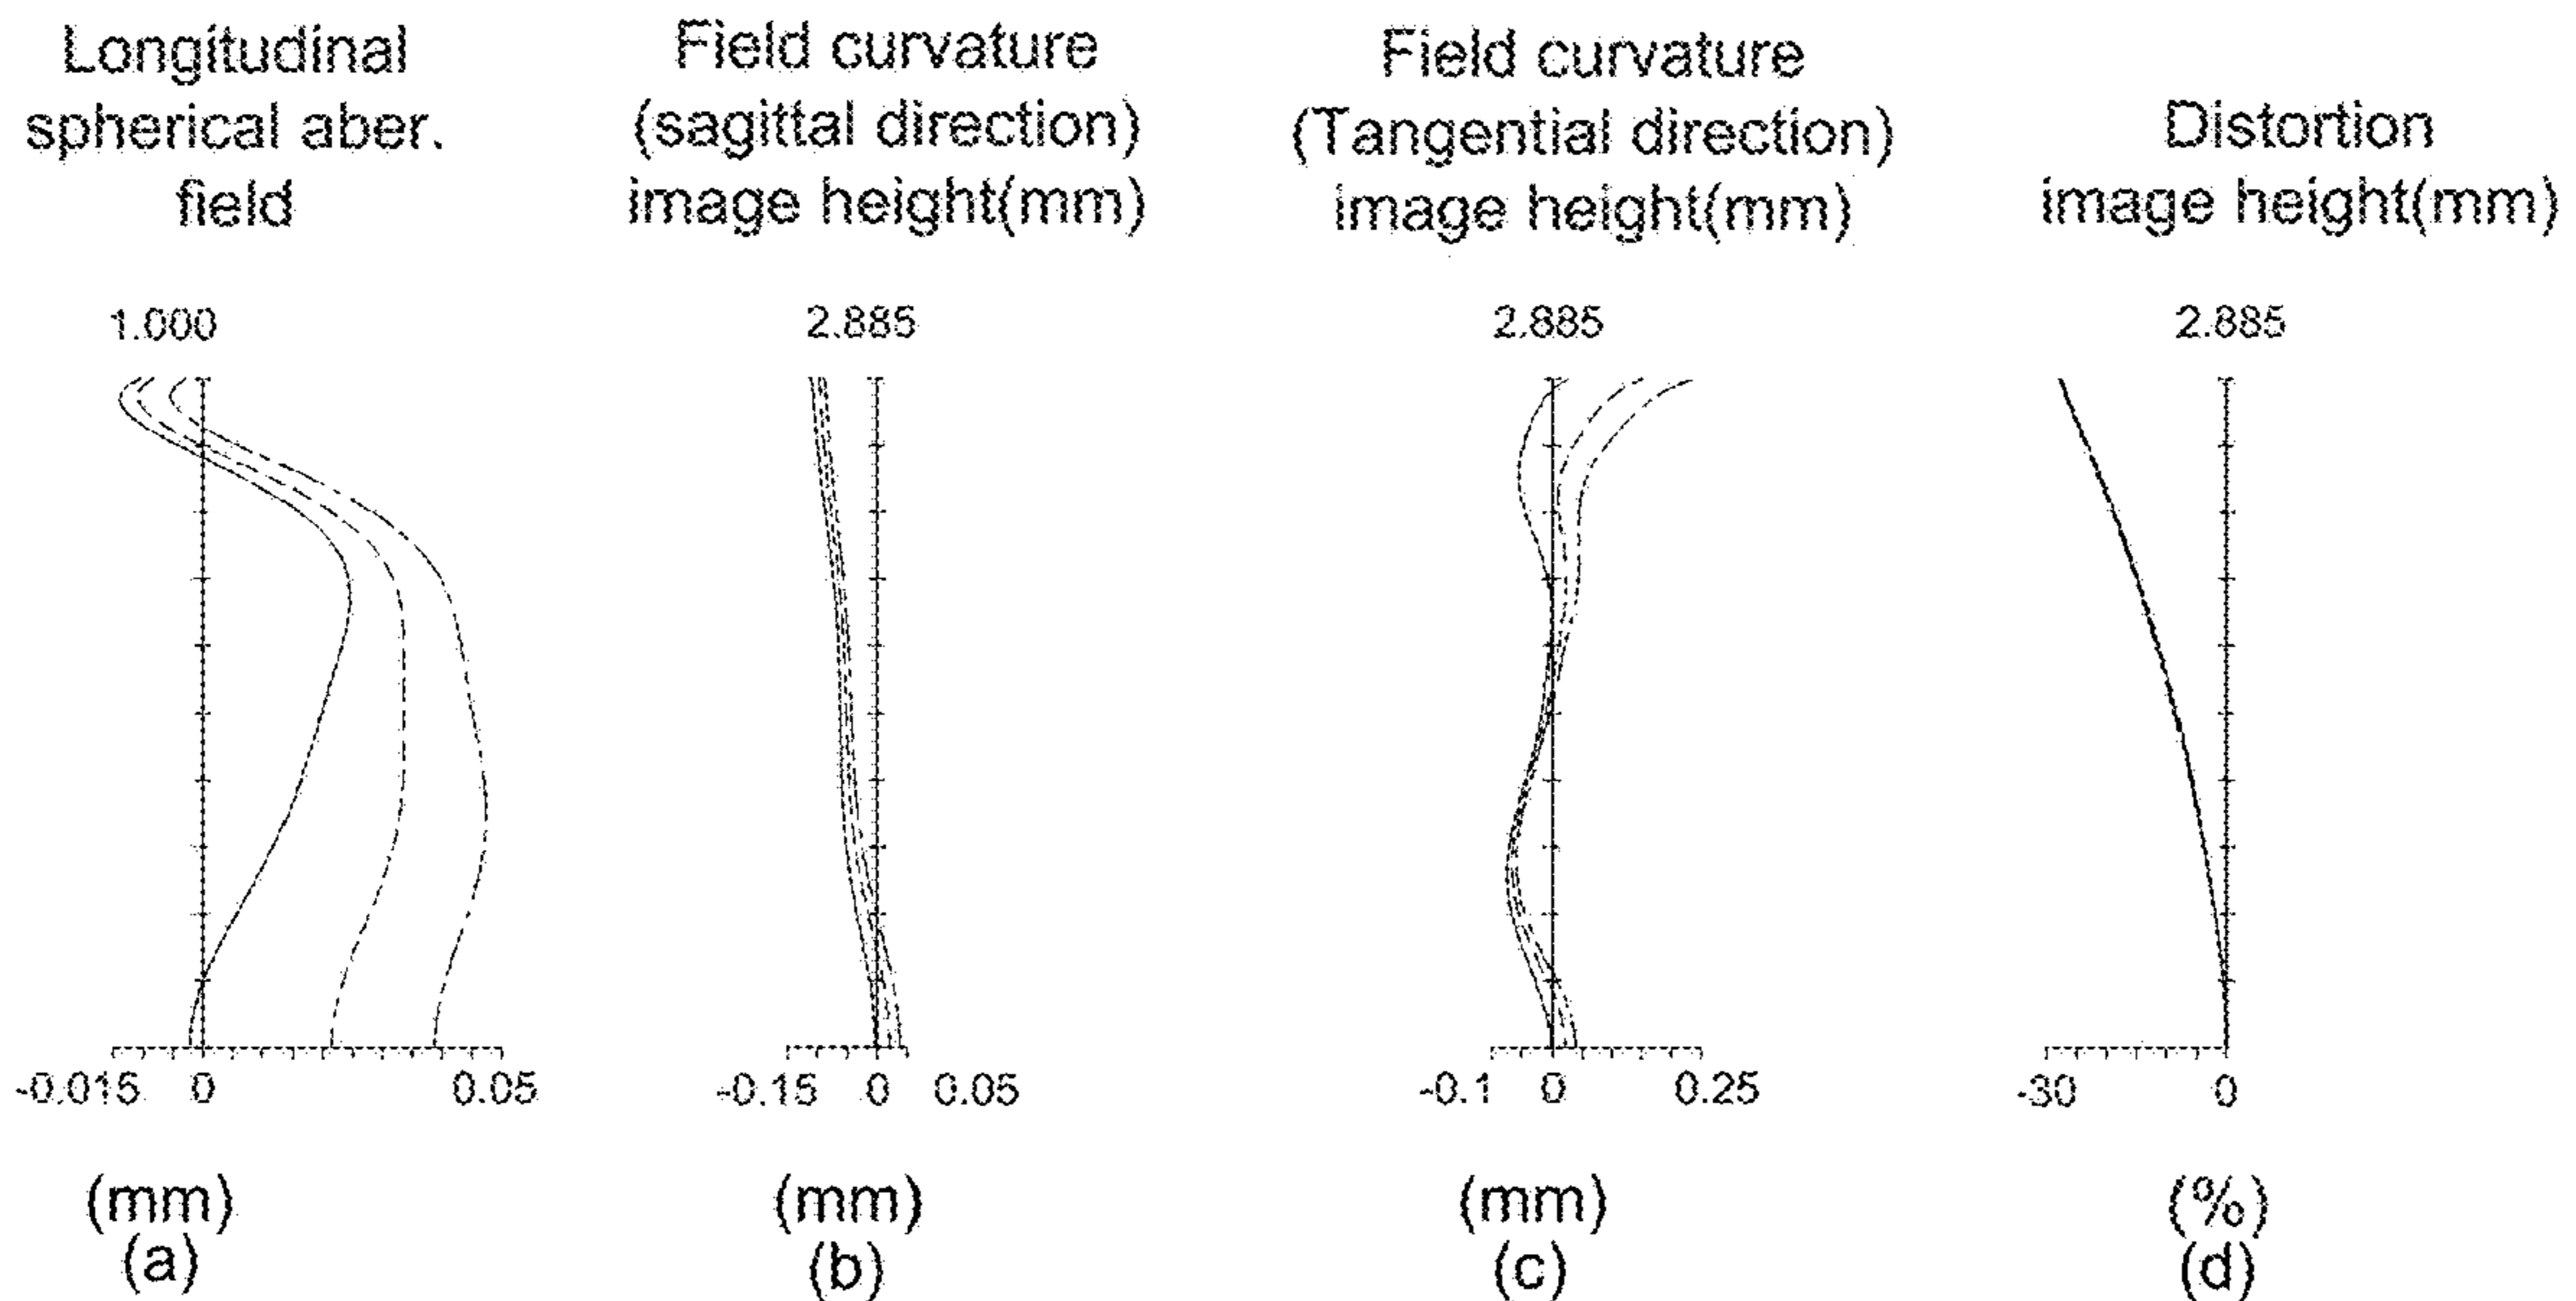 Longitudinal
spherical aber.
field
1.000
-0.015 0 0.05
(mm)
(a)
Field curvature
(sagittal direction)
image height(mm)
2.885
-0.15 0 0.05
(mm)
(b)
Field curvature
(Tangential direction)
image height(mm)
2.885
-0.1 0 0.25
(mm)
(c)
Distortion
image height(mm)
2.885
-30 0
(%)
(d)